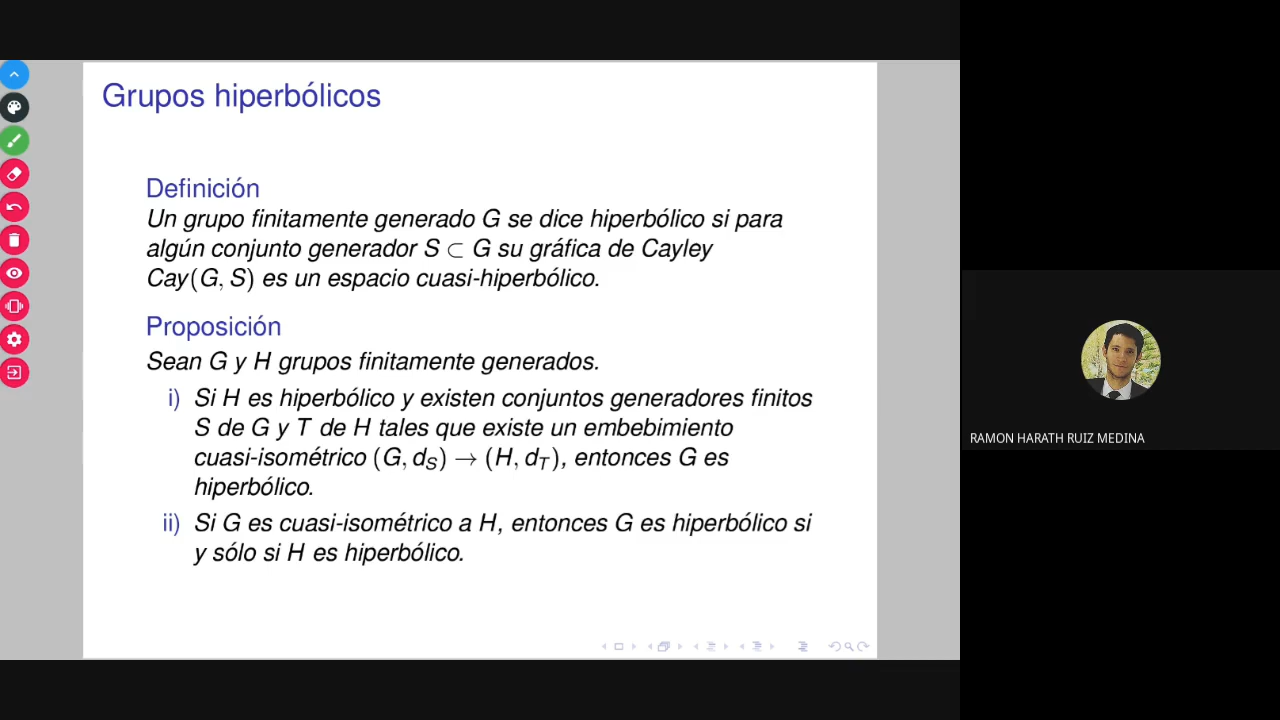 Grupos hiperbólicos
Definición
Un grupo finitamente generado G se dice hiperbólico si para
algún conjunto generador S ⊂ G su gráfica de Cayley
Cay(G, S) es un espacio cuasi-hiperbólico.
Proposición
Sean G y H grupos finitamente generados.
i) Si H es hiperbólico y existen conjuntos generadores finitos
S de G y T de H tales que existe un embebimiento
cuasi-isométrico (G, d_S) → (H, d_T), entonces G es
hiperbólico.
ii) Si G es cuasi-isométrico a H, entonces G es hiperbólico si
y sólo si H es hiperbólico.
RAMON HARATH RUIZ MEDINA